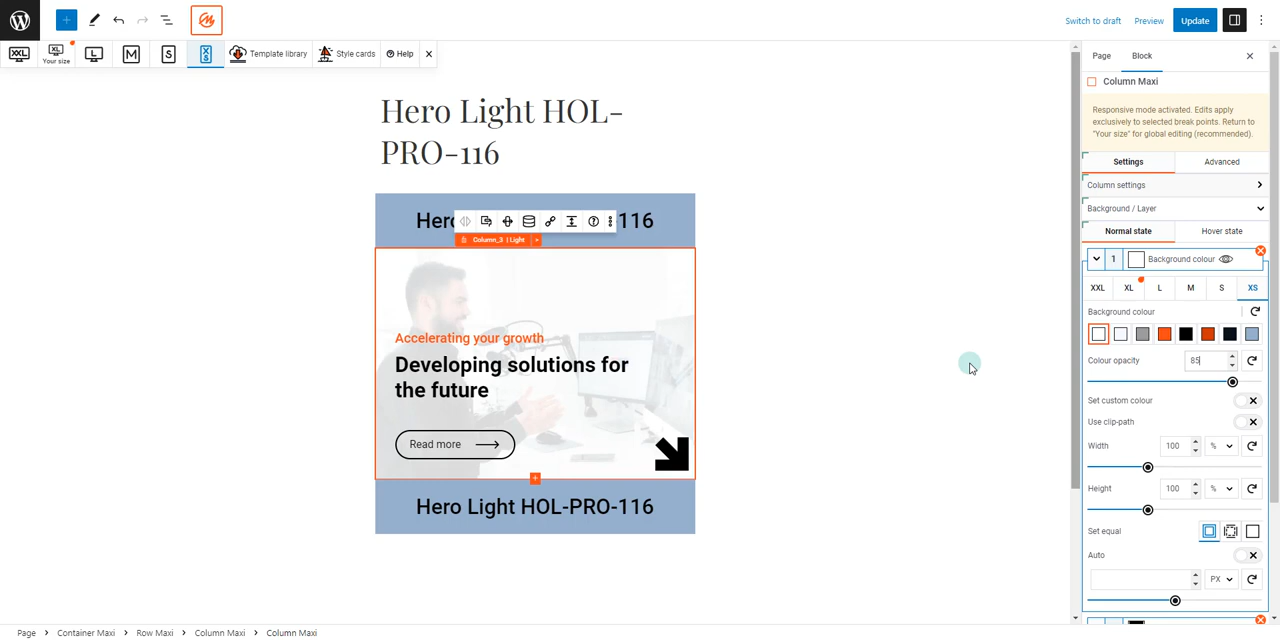 Switch to draft
Preview
Update
XXL
XL
Your size
L
M
S
XS
Template library
Style cards
Help
Page
Block
Column Maxi
Responsive mode activated. Edits apply
exclusively to selected break points. Return to
"Your size" for global editing (recommended).
Settings
Advanced
Column settings
Background / Layer
Normal state
Hover state
1
Background colour
XXL
XL
L
M
S
XS
Background colour
Colour opacity
85
Set custom colour
Use clip-path
Width
100
%
Height
100
%
Set equal
Auto
PX
Hero Light HOL-
PRO-116
Her
116
Column_3 | Light
Accelerating your growth
Developing solutions for
the future
Read more
Hero Light HOL-PRO-116
Page
Container Maxi
Row Maxi
Column Maxi
Column Maxi